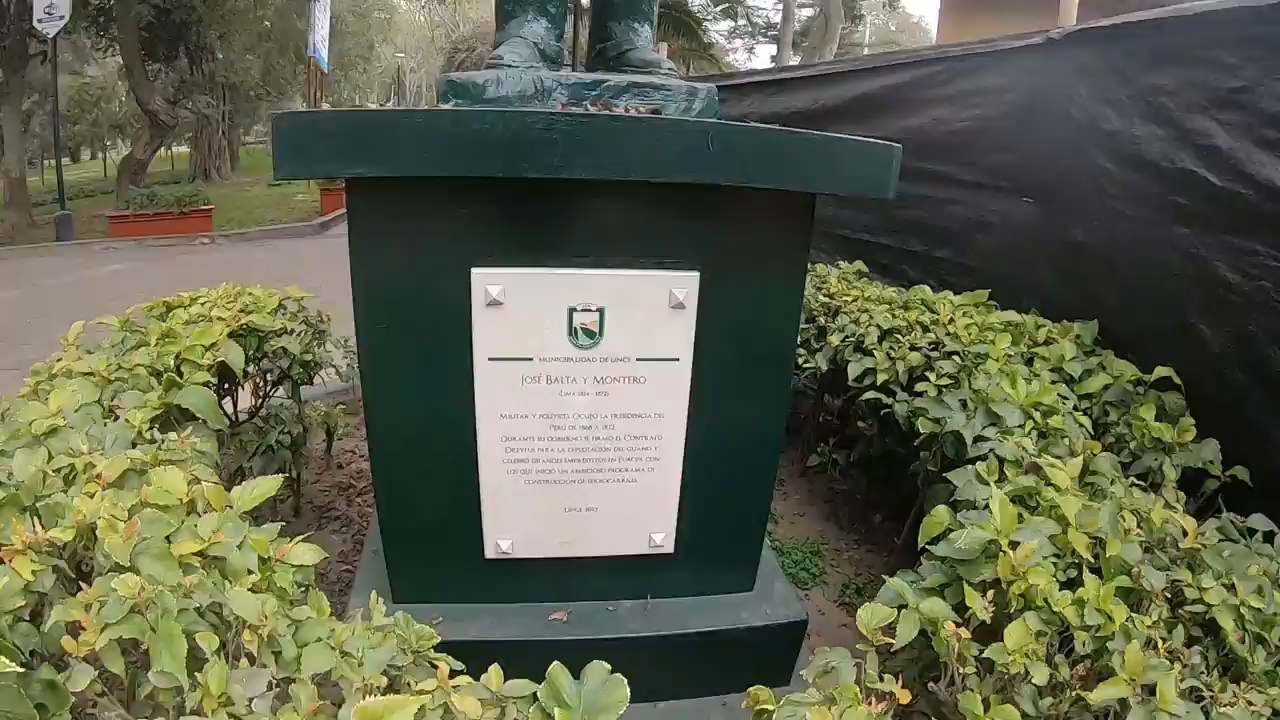 MUNICIPALIDAD DE LINCE
JOSÉ BALTA Y MONTERO
(LIMA 1814 - 1872)
MILITAR Y POLÍTICO. OCUPÓ LA PRESIDENCIA DEL
PERÚ DE 1868 A 1872.
DURANTE SU GOBIERNO SE FIRMÓ EL CONTRATO
DREYFUS PARA LA EXPLOTACIÓN DEL GUANO Y
CELEBRÓ GRANDES EMPRÉSTITOS EN EUROPA CON
LOS QUE INICIÓ UN AMBICIOSO PROGRAMA DE
CONSTRUCCIÓN DE FERROCARRILES.
LINCE 2013